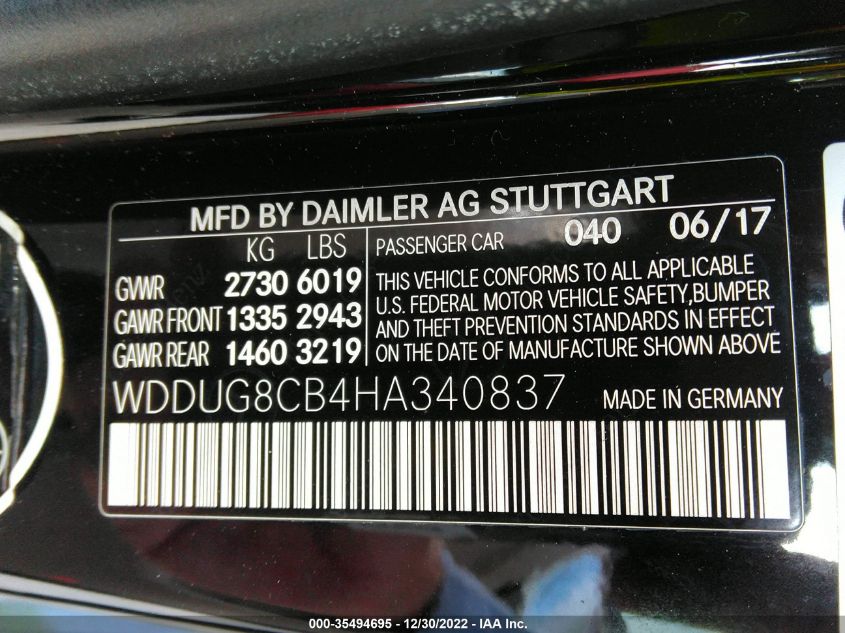 MFD BY DAIMLER AG STUTTGART
KG LBS
GVWR 2730 6019
GAWR FRONT 1335 2943
GAWR REAR 1460 3219
PASSENGER CAR 040 06/17
THIS VEHICLE CONFORMS TO ALL APPLICABLE
U.S. FEDERAL MOTOR VEHICLE SAFETY,BUMPER
AND THEFT PREVENTION STANDARDS IN EFFECT
ON THE DATE OF MANUFACTURE SHOWN ABOVE
WDDUG8CB4HA340837 MADE IN GERMANY
000-35494695 - 12/30/2022 - IAA Inc.